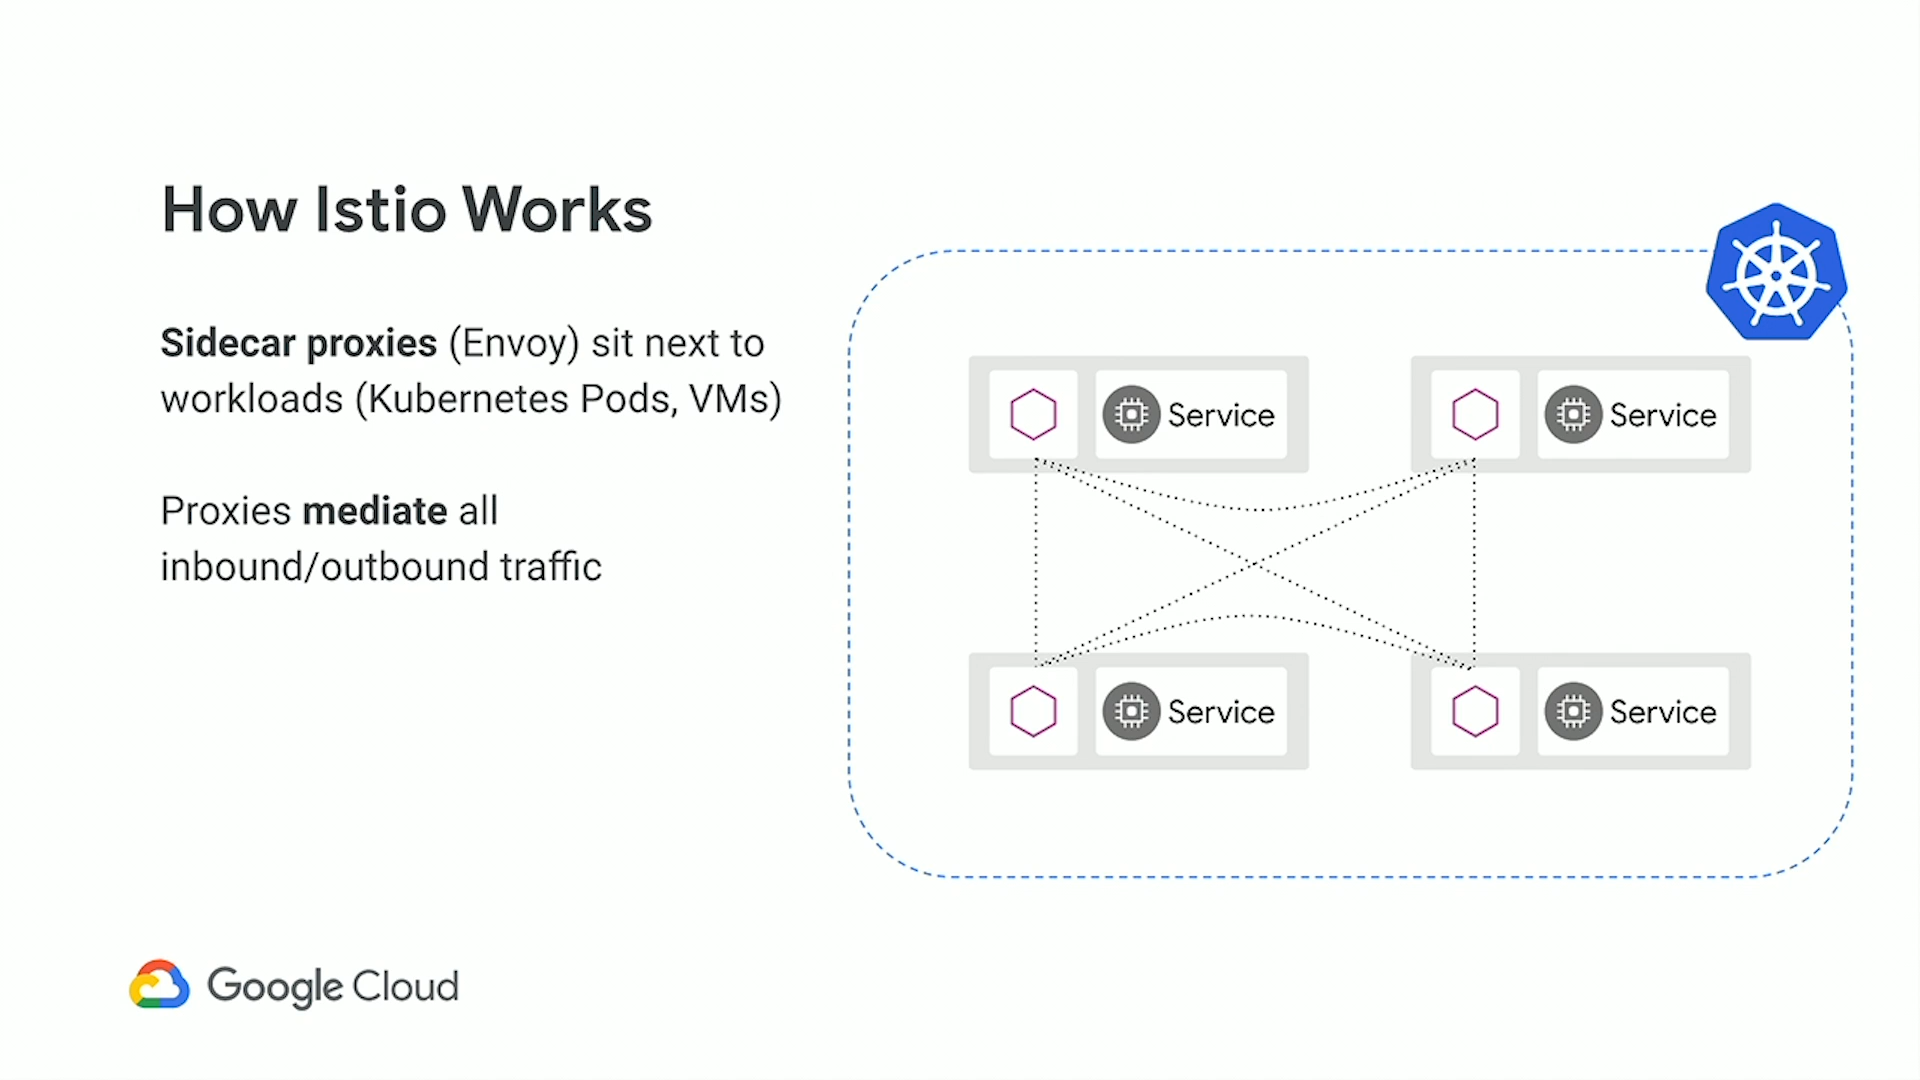 How Istio Works
Sidecar proxies (Envoy) sit next to
workloads (Kubernetes Pods, VMs)
Proxies mediate all
inbound/outbound traffic
Service
Service
Service
Service
Google Cloud